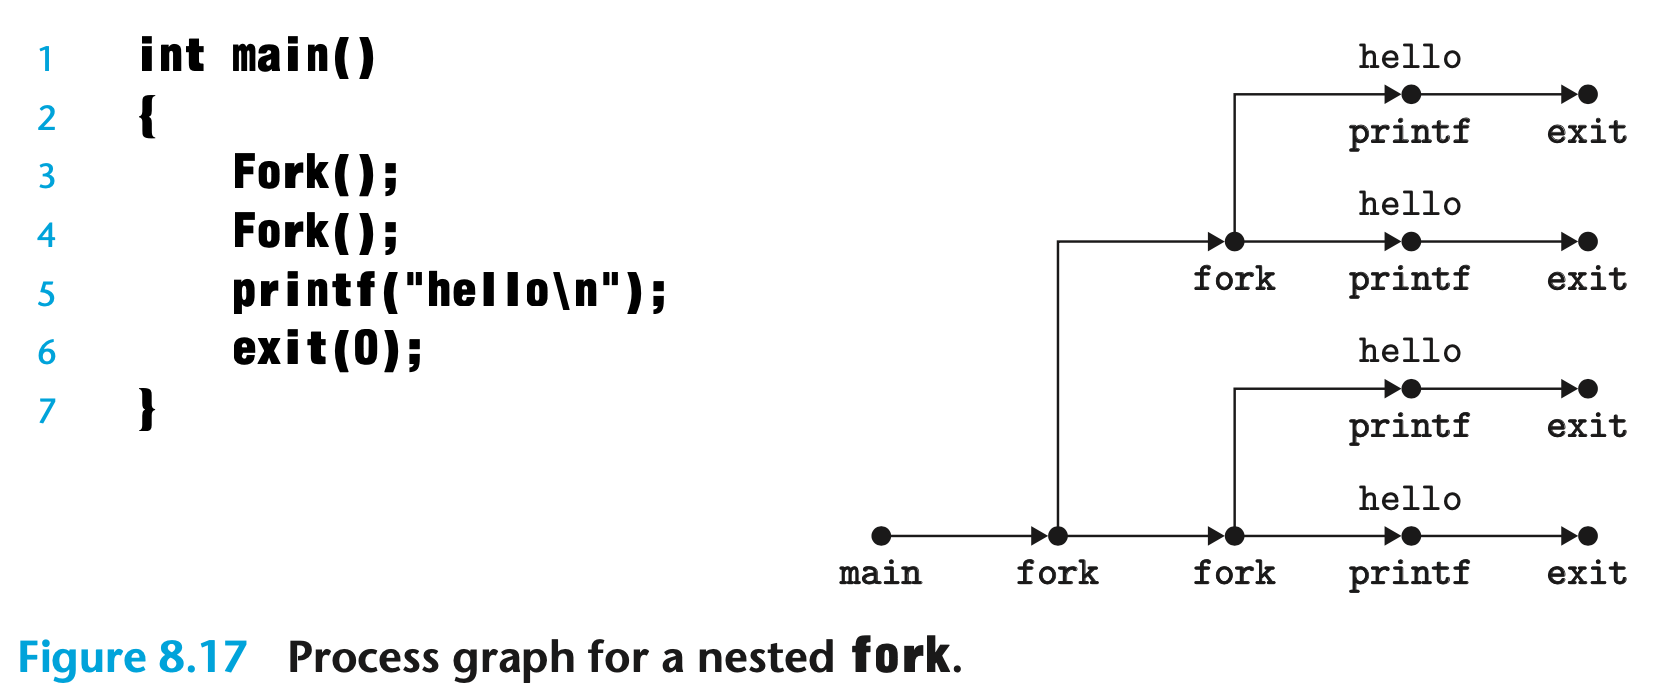 1 int main()
2 {
3 Fork();
4 Fork();
5 printf("hello\n");
6 exit(0);
7 }
hello
printf exit
hello
fork printf exit
hello
printf exit
hello
main fork fork printf exit
Figure 8.17 Process graph for a nested fork.